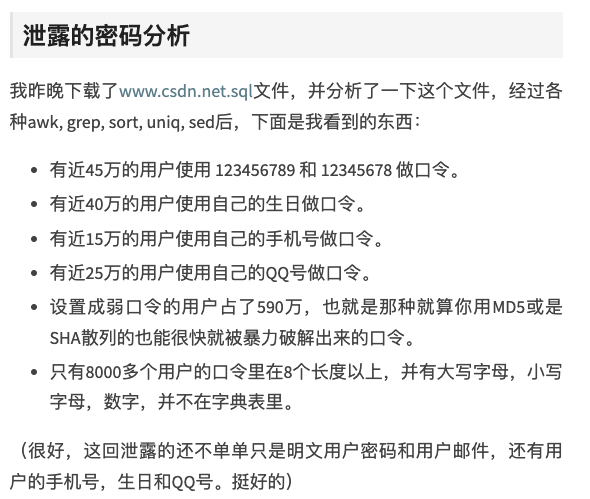 泄露的密码分析
我昨晚下载了www.csdn.net.sql文件，并分析了一下这个文件，经过各
种awk, grep, sort, uniq, sed后，下面是我看到的东西：
• 有近45万的用户使用 123456789 和 12345678 做口令。
• 有近40万的用户使用自己的生日做口令。
• 有近15万的用户使用自己的手机号做口令。
• 有近25万的用户使用自己的QQ号做口令。
• 设置成弱口令的用户占了590万，也就是那种就算你用MD5或是
SHA散列的也能很快就被暴力破解出来的口令。
• 只有8000多个用户的口令里在8个长度以上，并有大写字母，小写
字母，数字，并不在字典表里。
（很好，这回泄露的还不单单只是明文用户密码和用户邮件，还有用
户的手机号，生日和QQ号。挺好的）